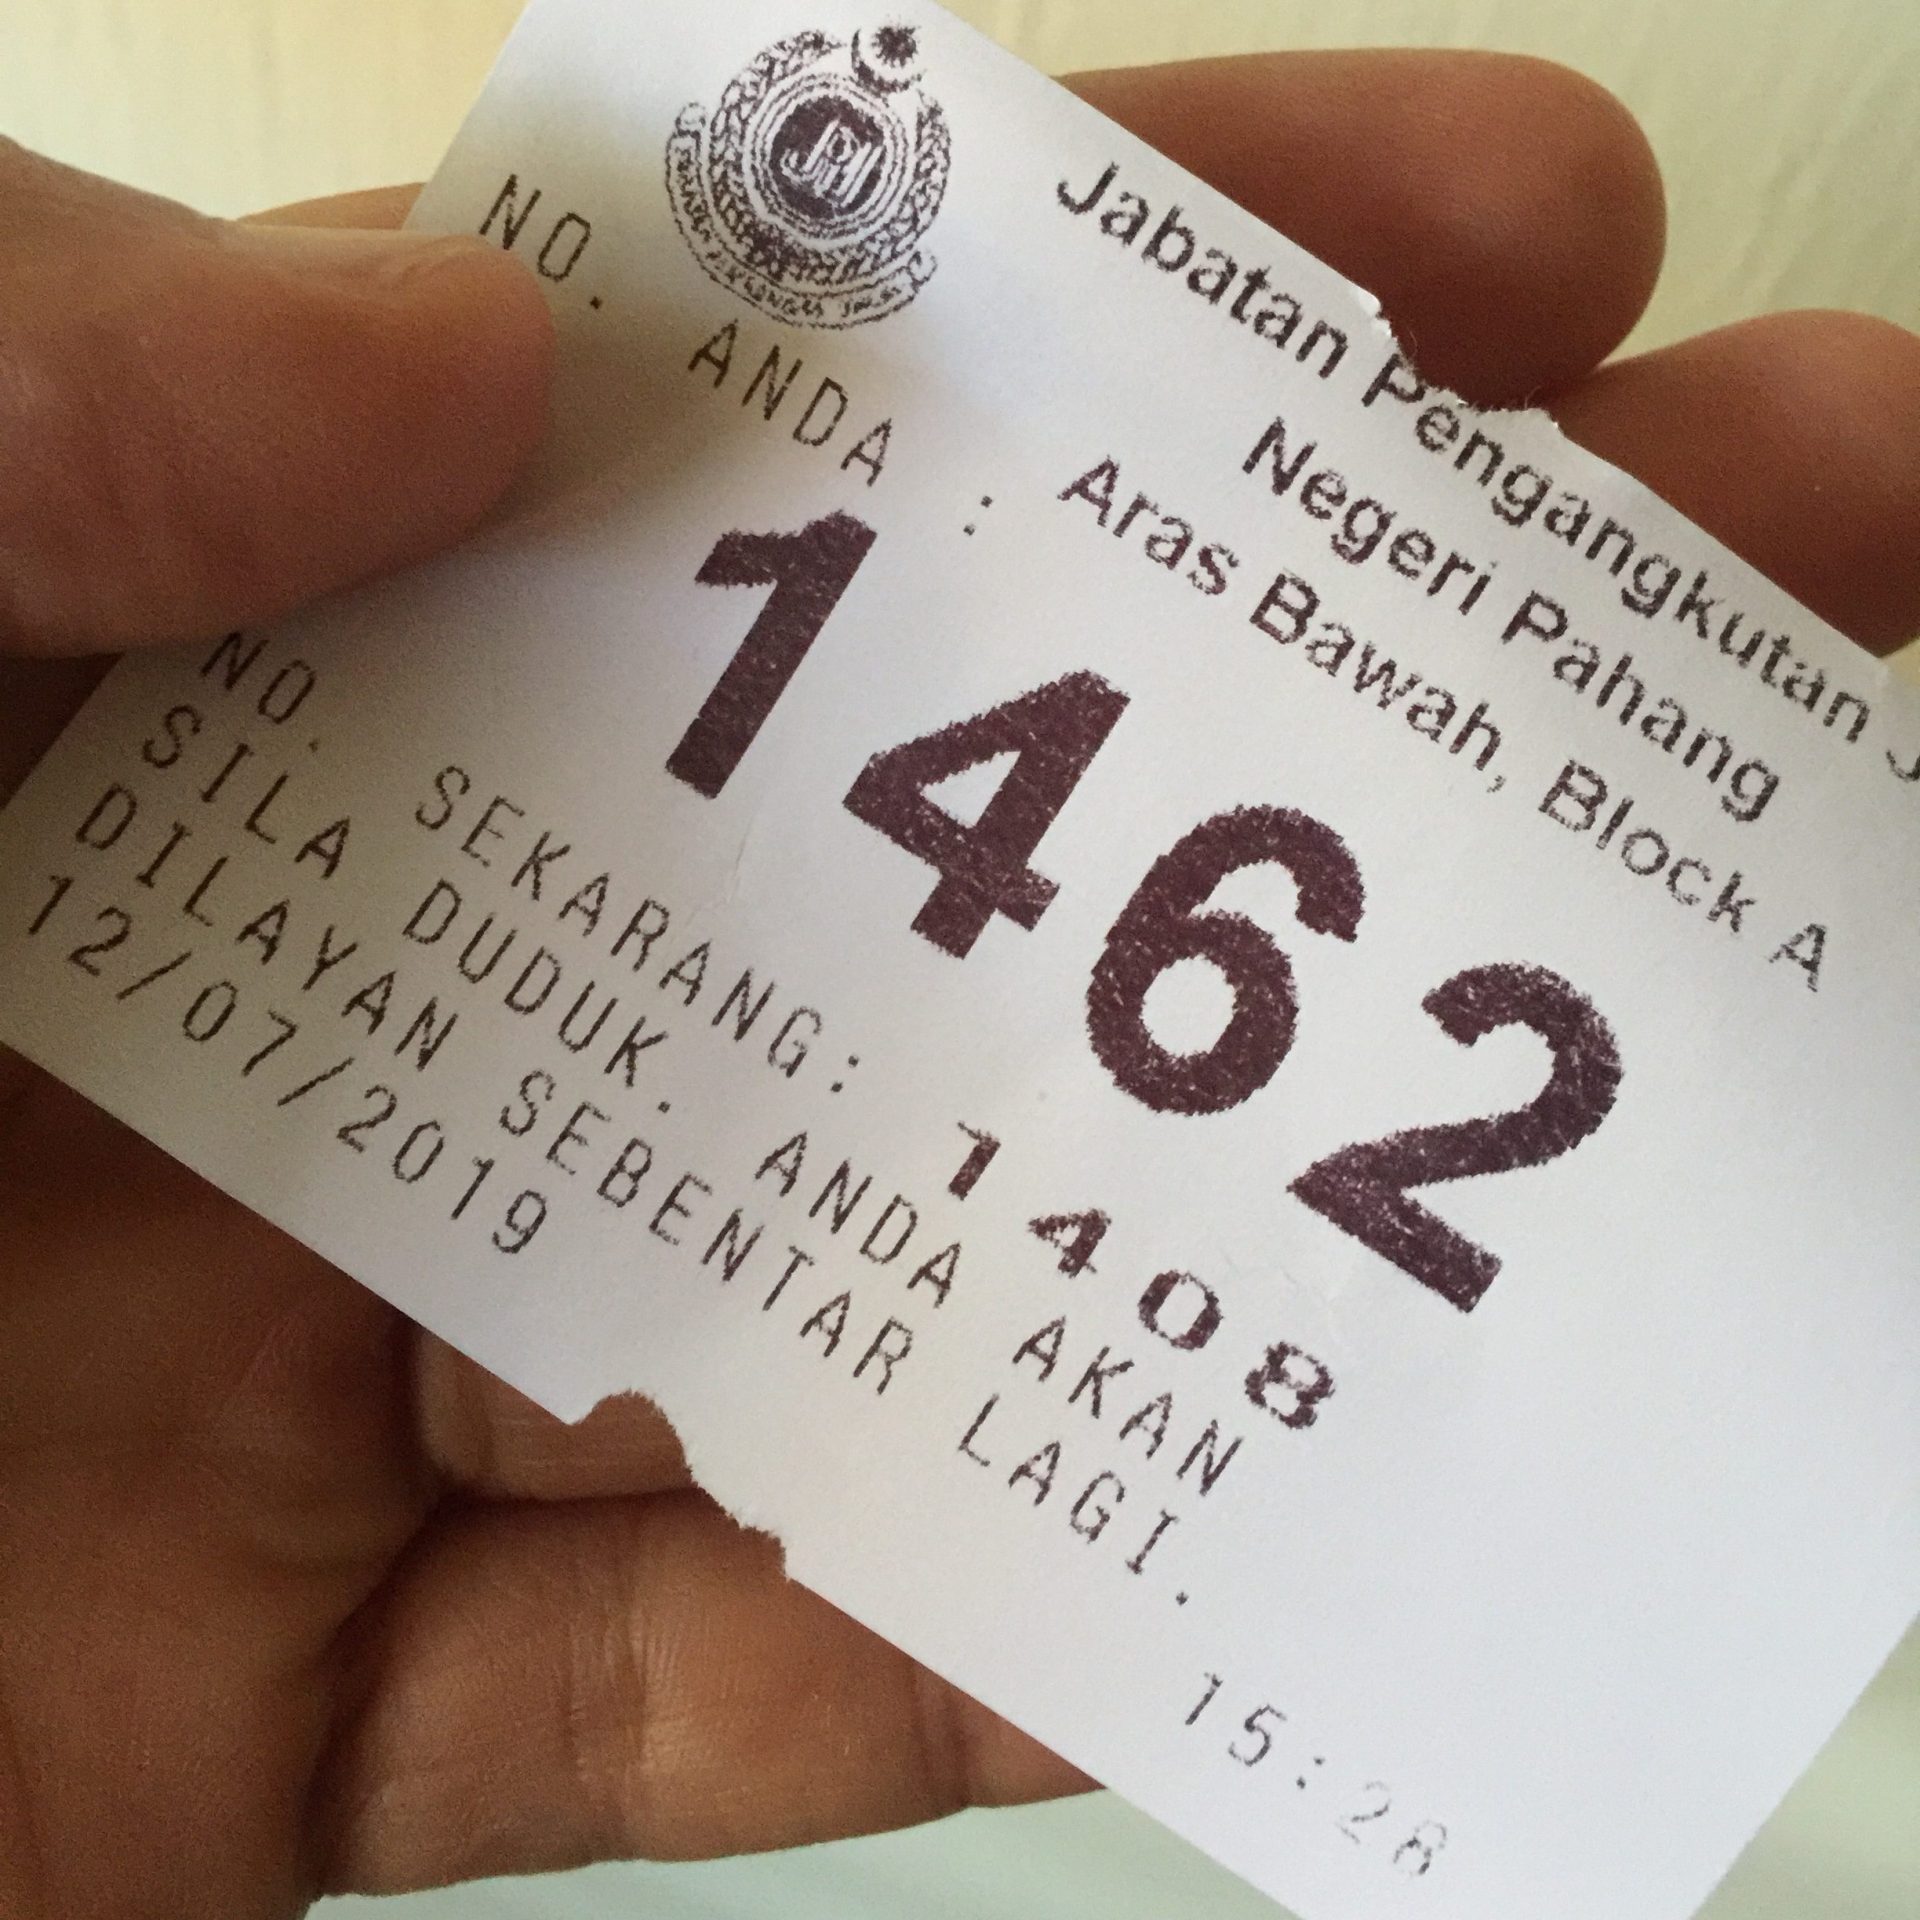 JPJ
Jabatan Pengangkutan J
Negeri Pahang
Aras Bawah, Block A
NO. ANDA :
1462
NO. SEKARANG: 1408
SILA DUDUK. ANDA AKAN
DILAYAN SEBENTAR LAGI.
12/07/2019 15:28